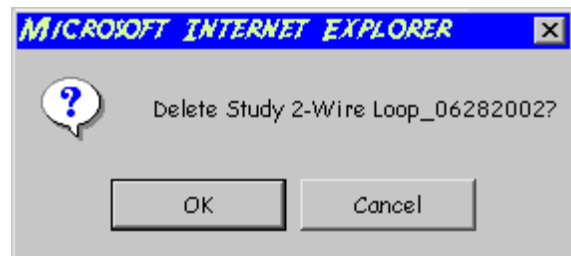 MICROSOFT INTERNET EXPLORER
Delete Study 2-Wire Loop_06282002?
OK Cancel